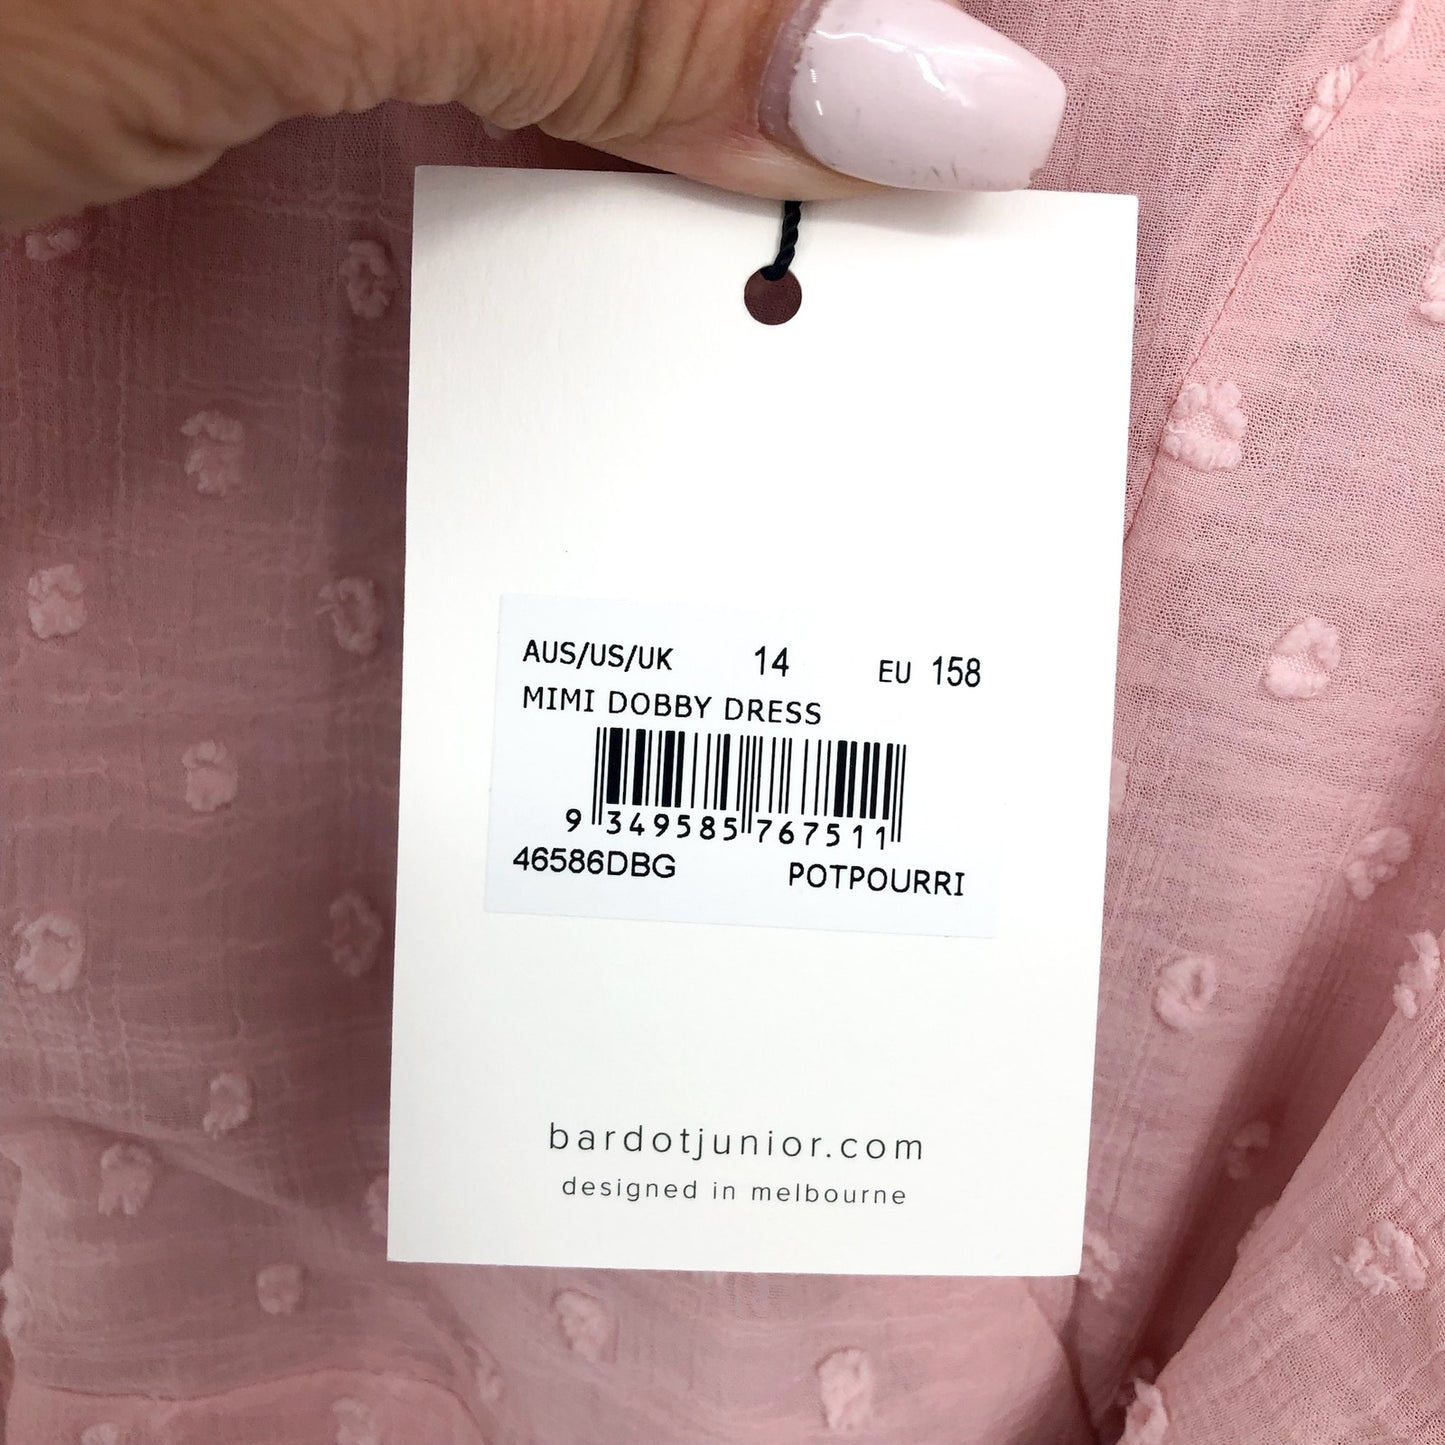 AUS/US/UK 14 EU 158
MIMI DOBBY DRESS
9 349585 767511
46586DBG POTPOURRI
bardotjunior.com
designed in melbourne